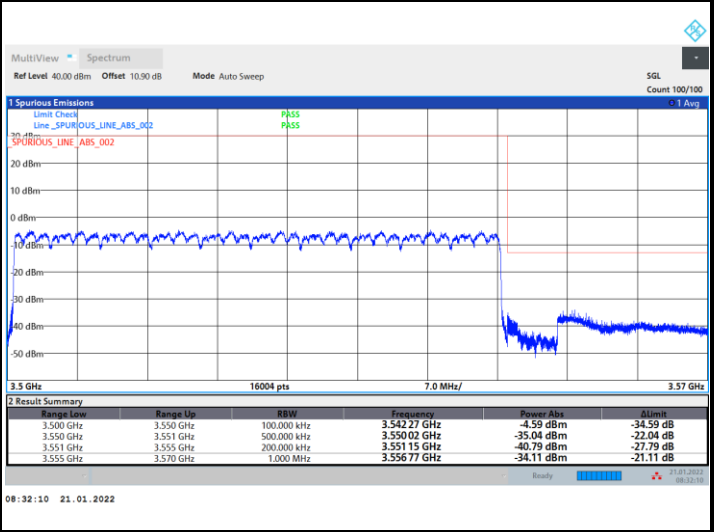 MultiView Spectrum
Ref Level 40.00 dBm Offset 10.90 dB Mode Auto Sweep SGL
Count 100/100
1 Spurious Emissions 1 Avg
Limit Check PASS
Line _SPURIOUS_LINE_ABS_002 PASS
30 dBm
_SPURIOUS_LINE_ABS_002
20 dBm
10 dBm
0 dBm
-10 dBm
-20 dBm
-30 dBm
-40 dBm
-50 dBm
3.5 GHz 16004 pts 7.0 MHz/ 3.57 GHz
2 Result Summary
Range Low Range Up RBW Frequency Power Abs ΔLimit
3.500 GHz 3.550 GHz 100.000 kHz 3.542 27 GHz -4.59 dBm -34.59 dB
3.550 GHz 3.551 GHz 500.000 kHz 3.550 02 GHz -35.04 dBm -22.04 dB
3.551 GHz 3.555 GHz 200.000 kHz 3.551 15 GHz -40.79 dBm -27.79 dB
3.555 GHz 3.570 GHz 1.000 MHz 3.556 77 GHz -34.11 dBm -21.11 dB
Ready 21.01.2022
08:32:10
08:32:10 21.01.2022